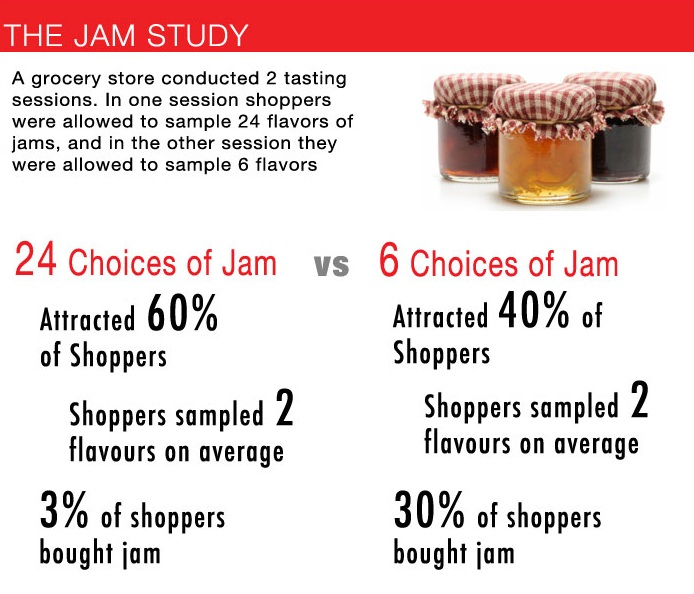 THE JAM STUDY
A grocery store conducted 2 tasting
sessions. In one session shoppers
were allowed to sample 24 flavors of
jams, and in the other session they
were allowed to sample 6 flavors
24 Choices of Jam vs 6 Choices of Jam
Attracted 60%
of Shoppers
Shoppers sampled 2
flavours on average
3% of shoppers
bought jam
Attracted 40% of
Shoppers
Shoppers sampled 2
flavours on average
30% of shoppers
bought jam